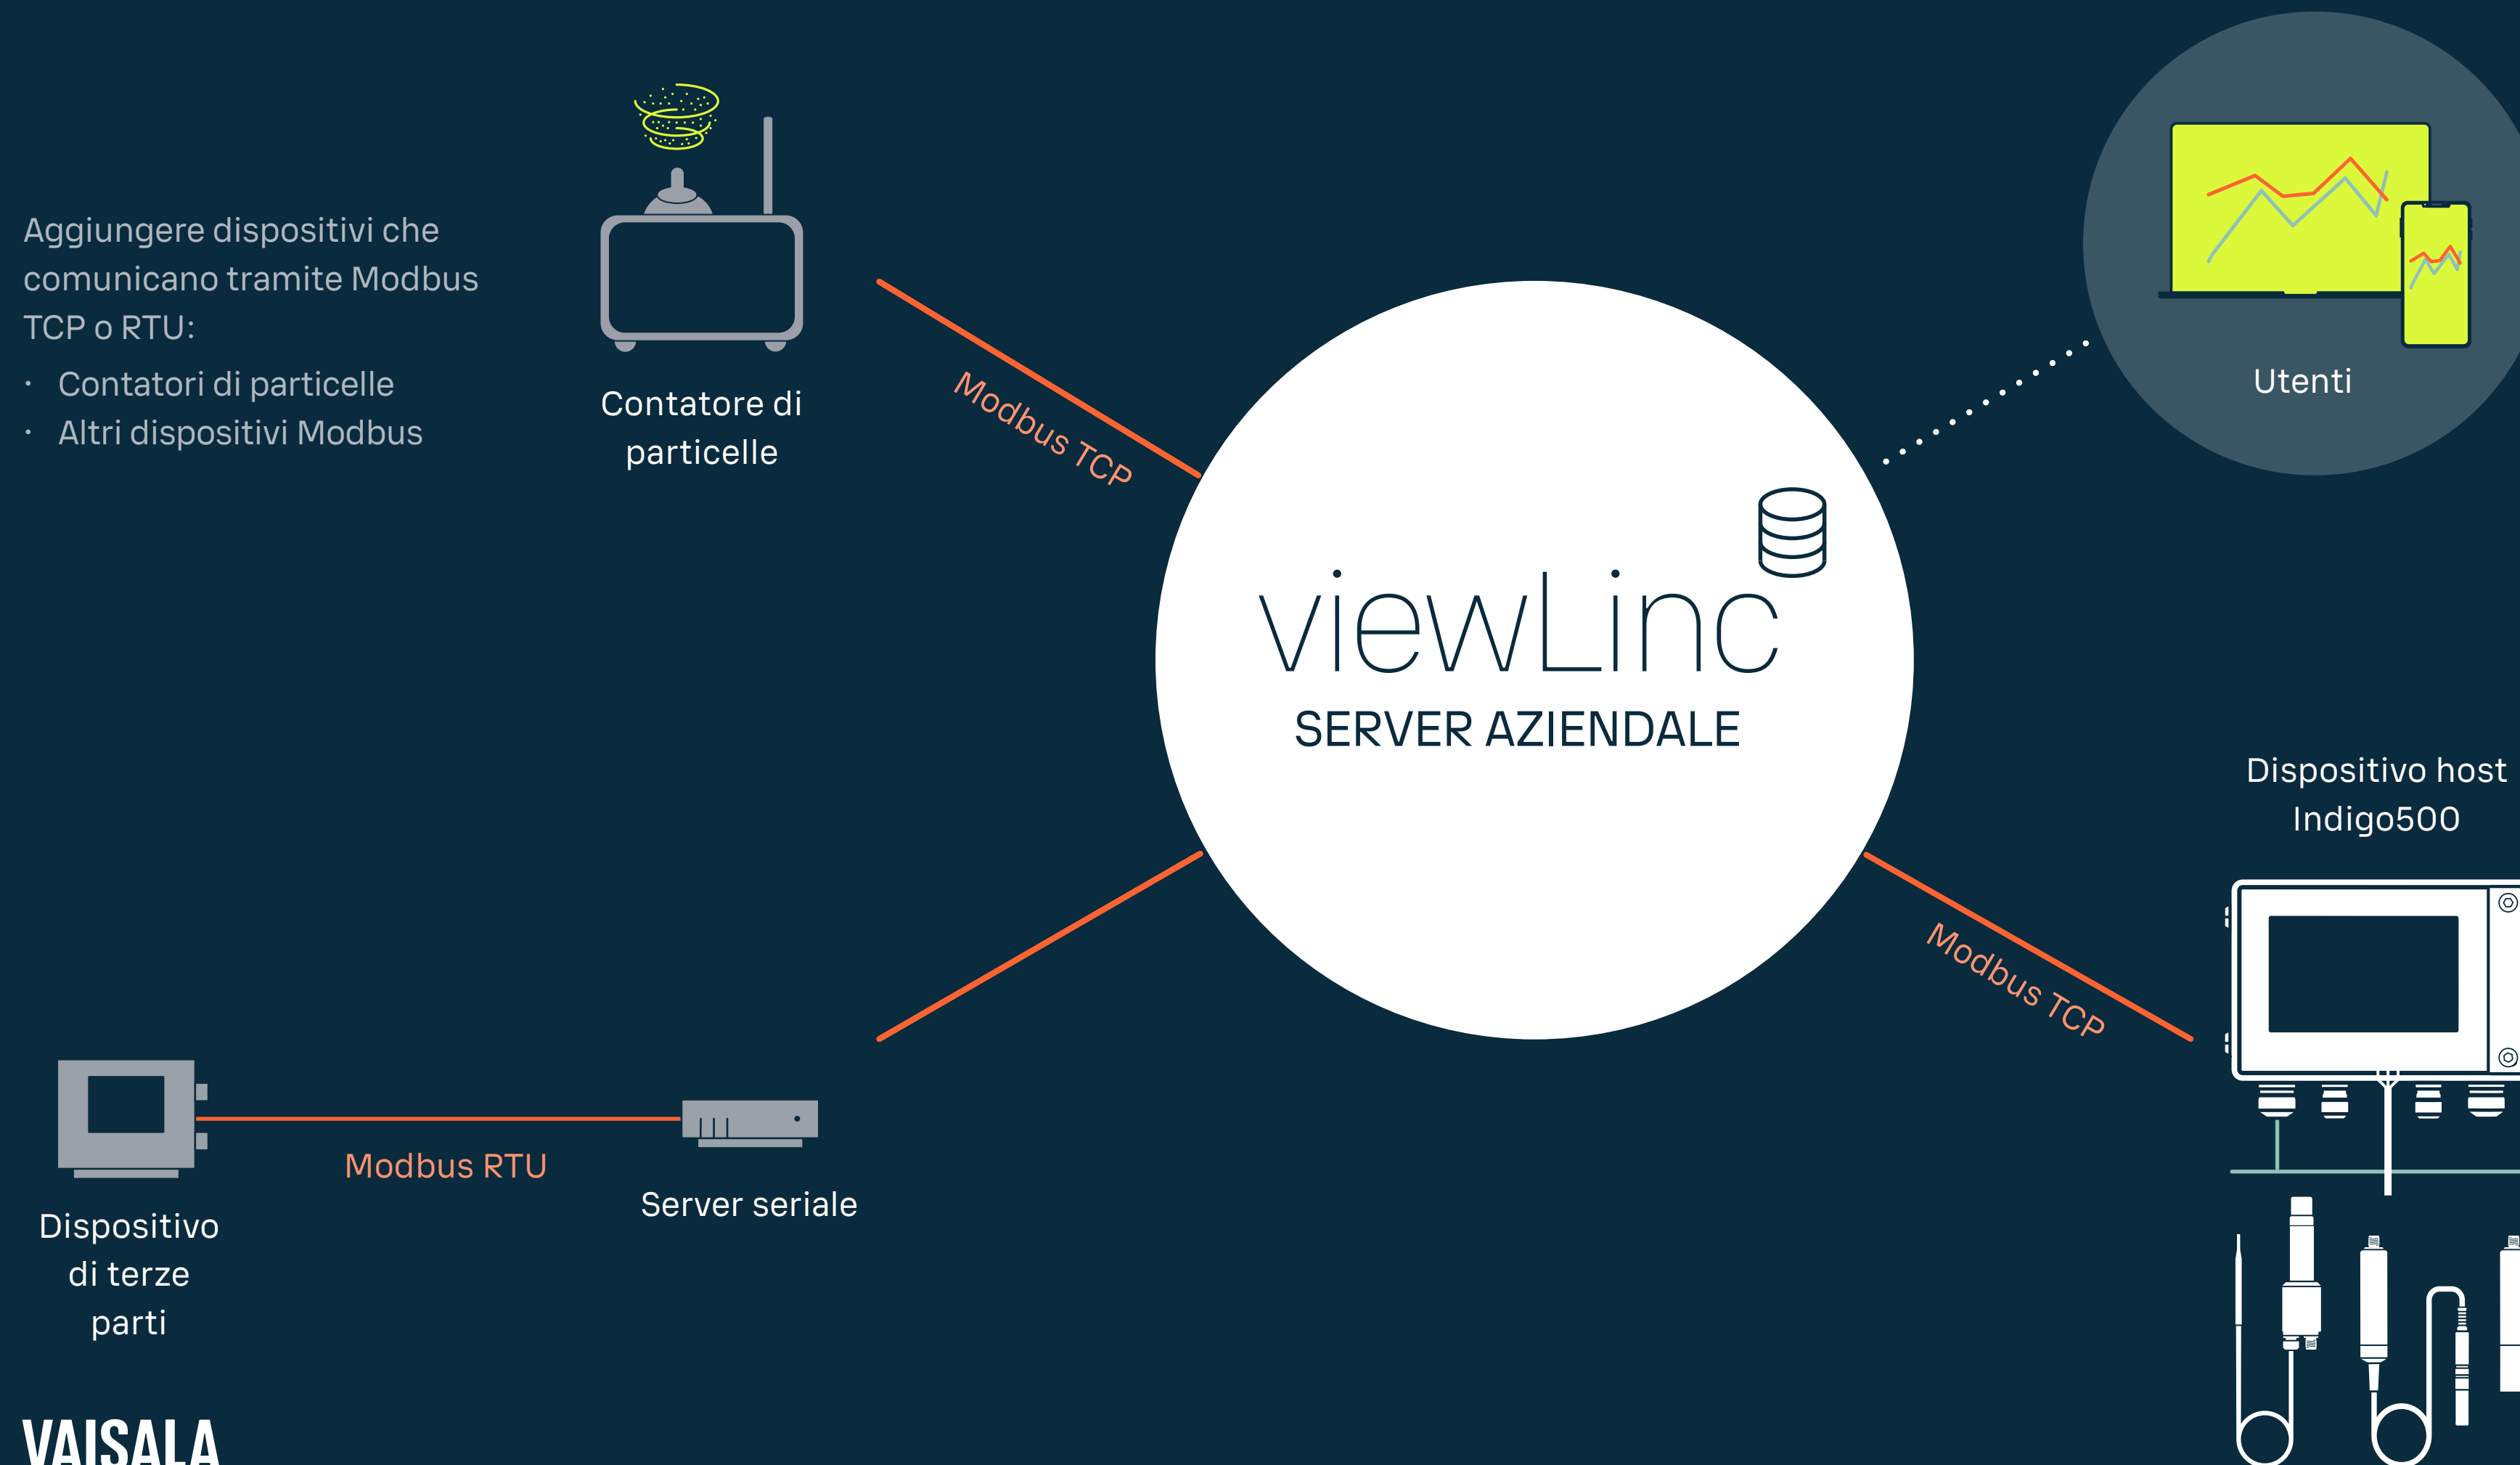 Aggiungere dispositivi che
comunicano tramite Modbus
TCP o RTU:
· Contatori di particelle
· Altri dispositivi Modbus
Contatore di
particelle
Modbus TCP
Utenti
viewLinc
SERVER AZIENDALE
Dispositivo host
Indigo500
Modbus TCP
Modbus RTU
Server seriale
Dispositivo
di terze
parti
VAISALA